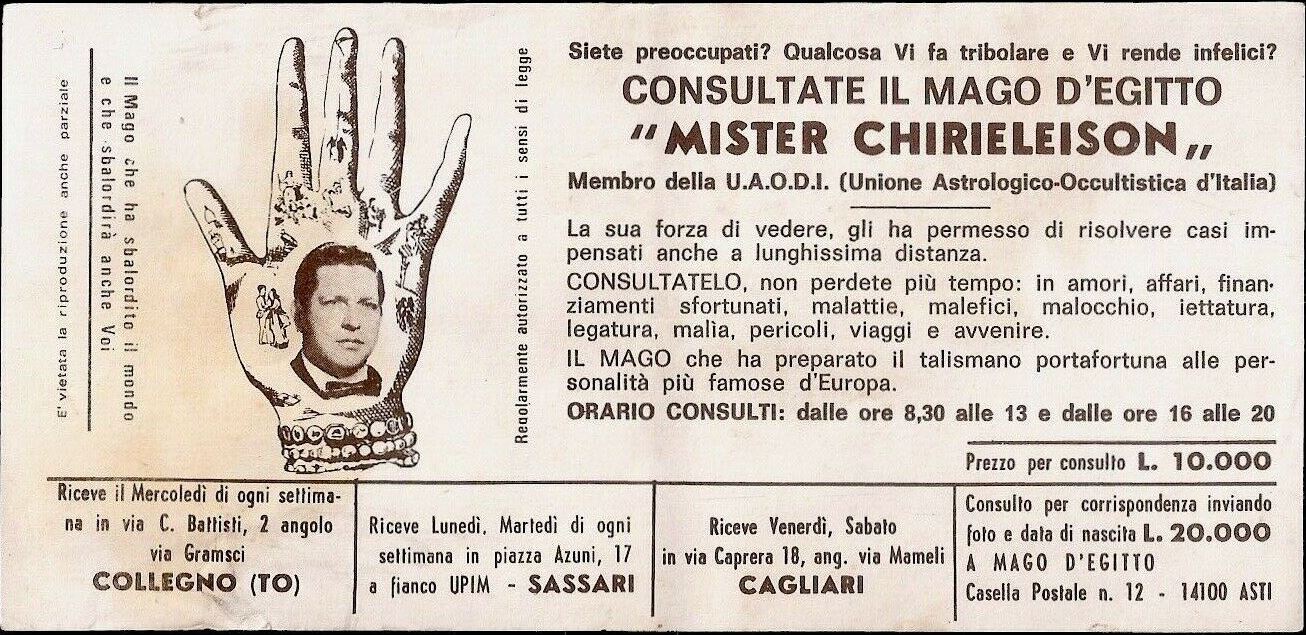 E' vietata la riproduzione anche parziale
Il Mago che ha sbalordito il mondo
e che sbalordirà anche Voi
Regolarmente autorizzato a tutti i sensi di legge
Siete preoccupati? Qualcosa Vi fa tribolare e Vi rende infelici?
CONSULTATE IL MAGO D'EGITTO
"MISTER CHIRIELEISON„
Membro della U.A.O.D.I. (Unione Astrologico-Occultistica d'Italia)
La sua forza di vedere, gli ha permesso di risolvere casi im-
pensati anche a lunghissima distanza.
CONSULTATELO, non perdete più tempo: in amori, affari, finan-
ziamenti sfortunati, malattie, malefici, malocchio, iettatura,
legatura, malìa, pericoli, viaggi e avvenire.
IL MAGO che ha preparato il talismano portafortuna alle per-
sonalità più famose d'Europa.
ORARIO CONSULTI: dalle ore 8,30 alle 13 e dalle ore 16 alle 20
Prezzo per consulto L. 10.000
Riceve il Mercoledì di ogni settima-
na in via C. Battisti, 2 angolo
via Gramsci
COLLEGNO (TO)
Riceve Lunedì, Martedì di ogni
settimana in piazza Azuni, 17
a fianco UPIM - SASSARI
Riceve Venerdì, Sabato
in via Caprera 18, ang. via Mameli
CAGLIARI
Consulto per corrispondenza inviando
foto e data di nascita L. 20.000
A MAGO D'EGITTO
Casella Postale n. 12 - 14100 ASTI